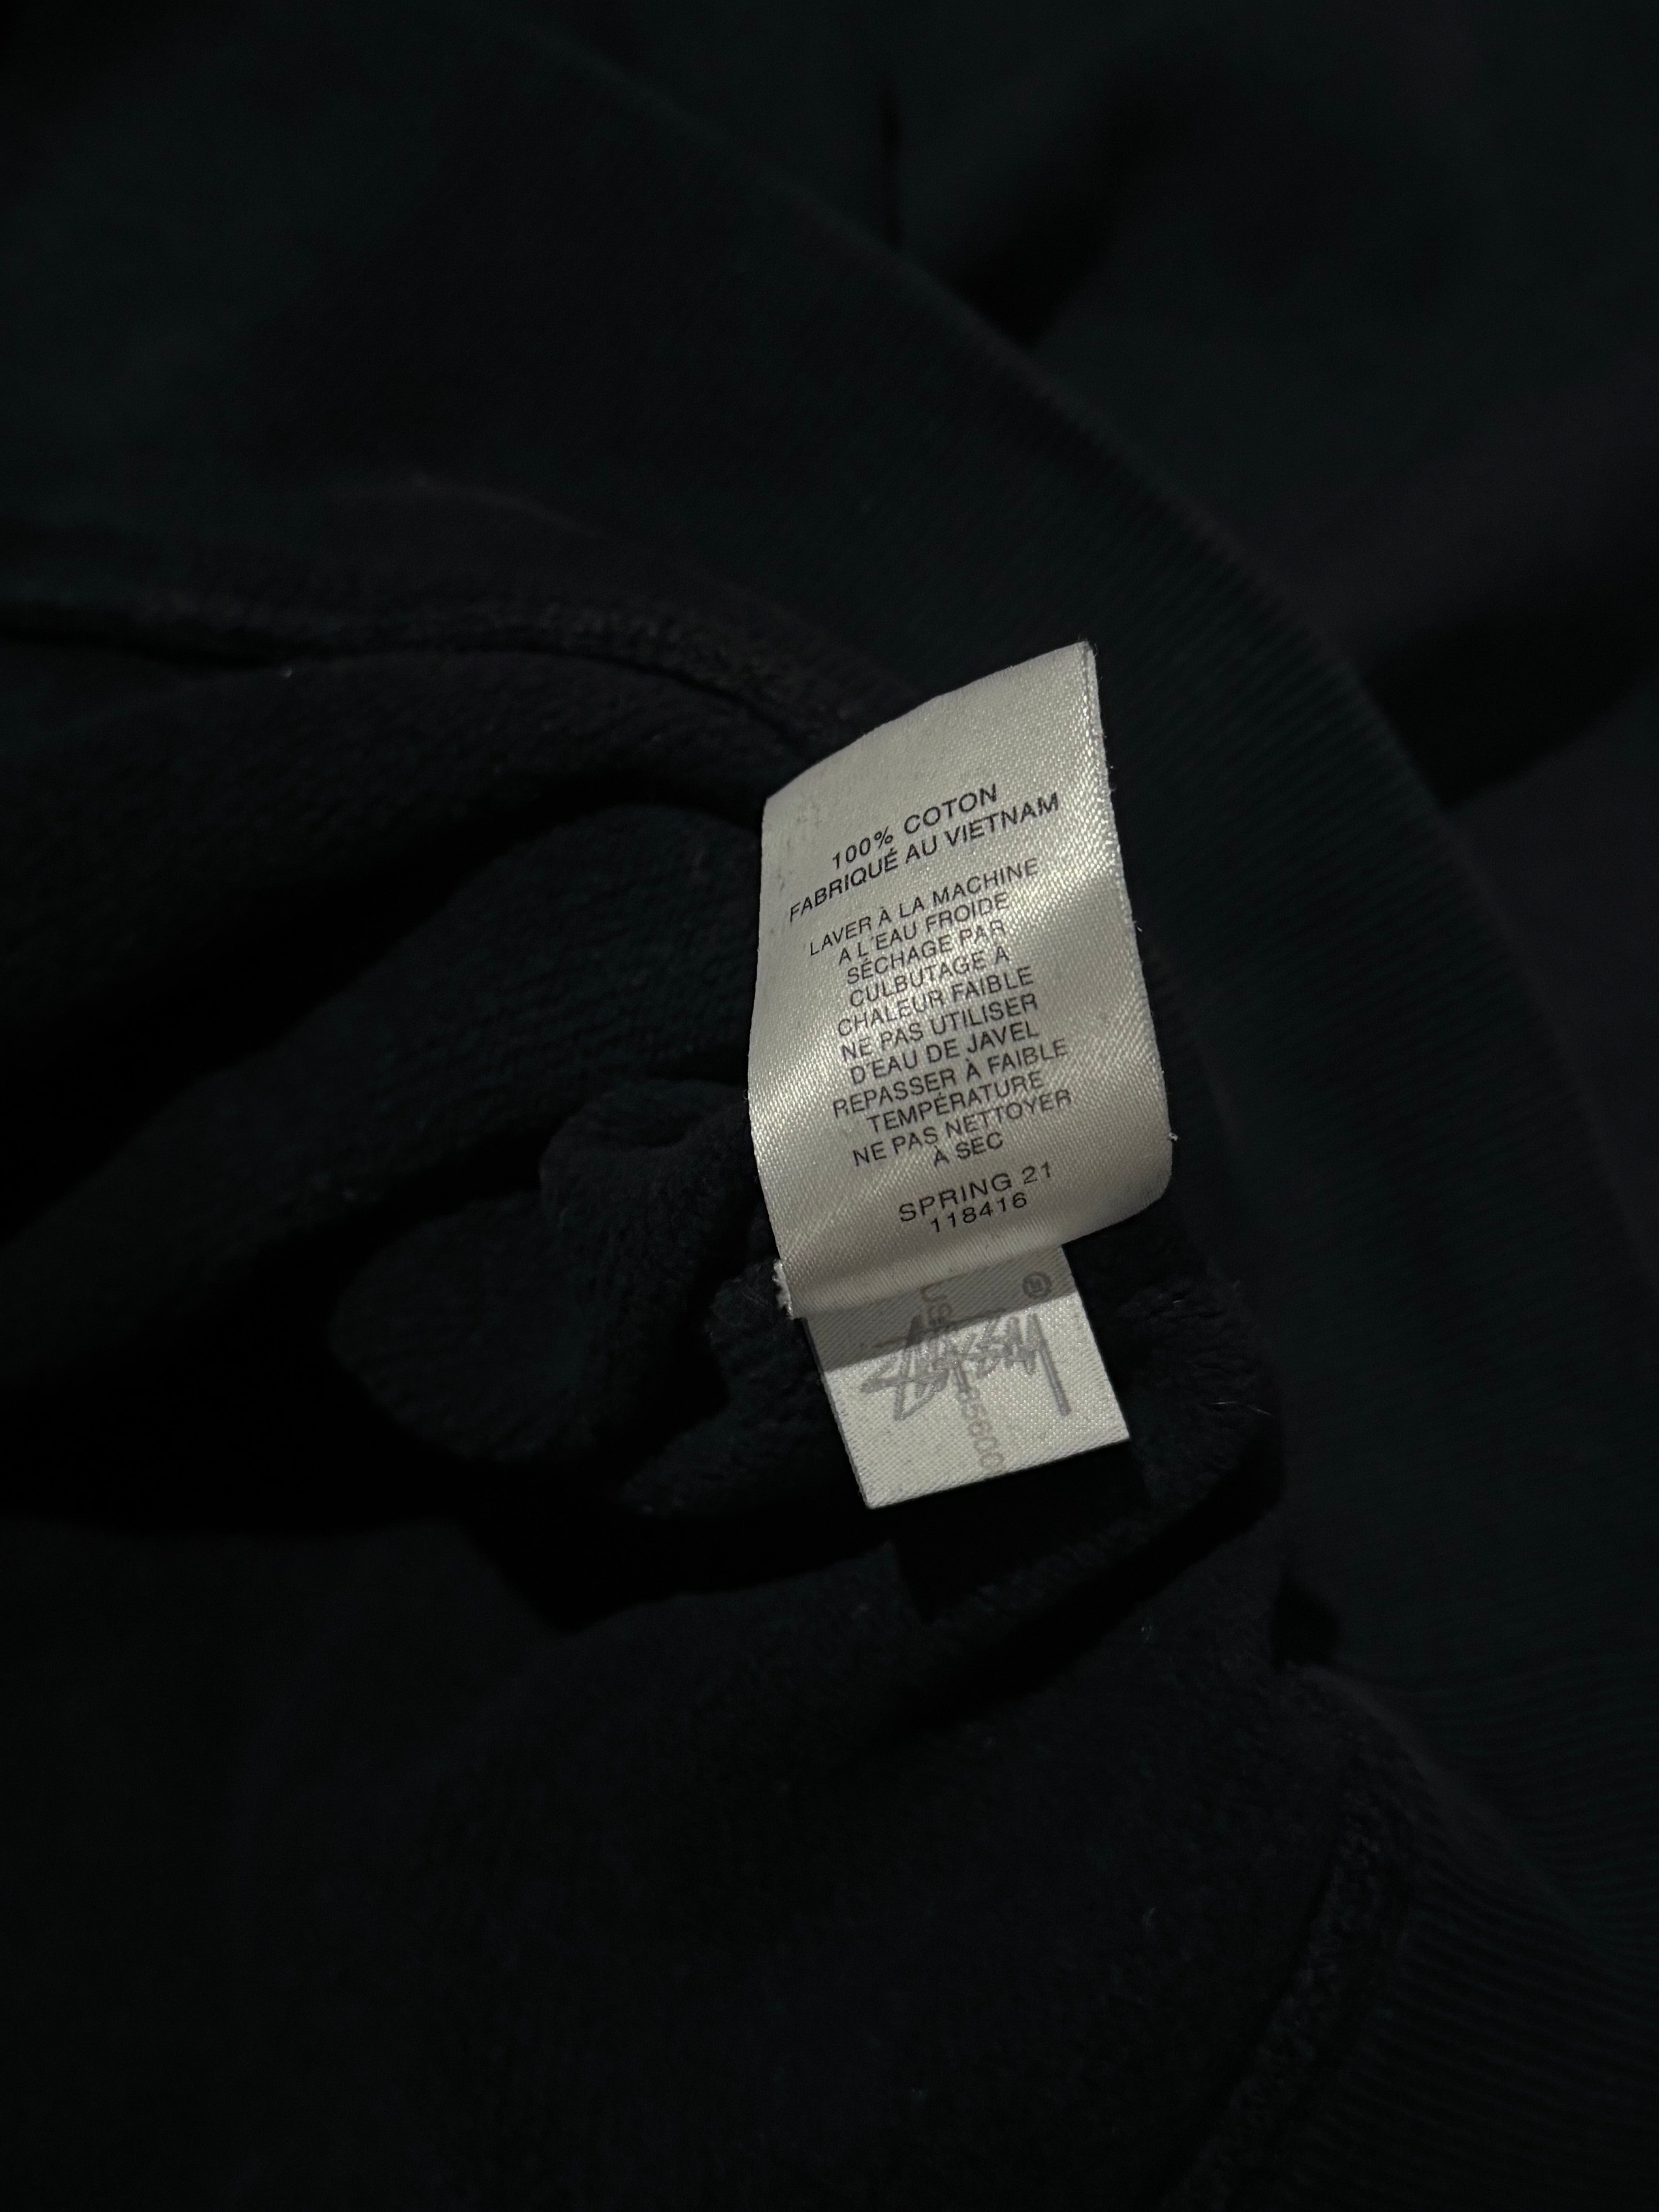 100% COTON
FABRIQUÉ AU VIETNAM
LAVER À LA MACHINE
A L'EAU FROIDE
SÉCHAGE PAR
CULBUTAGE À
CHALEUR FAIBLE
NE PAS UTILISER
D'EAU DE JAVEL
REPASSER À FAIBLE
TEMPÉRATURE
NE PAS NETTOYER
À SEC
SPRING 21
118416
®